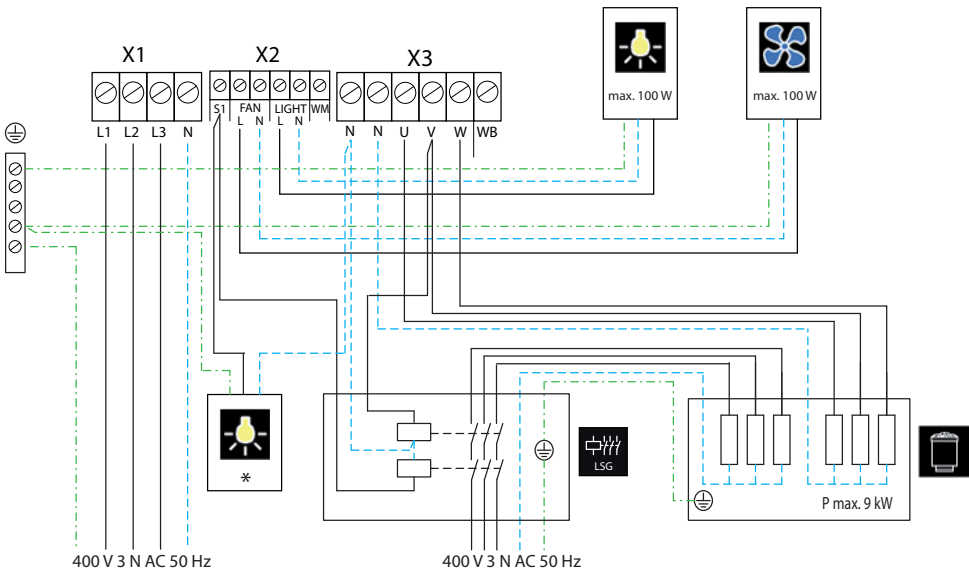 X1
X2
X3
max. 100 W
max. 100 W
S1 FAN LIGHT WM
L N L N
L1 L2 L3 N
N N U V W WB
*
LSG
P max. 9 kW
400 V 3 N AC 50 Hz
400 V 3 N AC 50 Hz